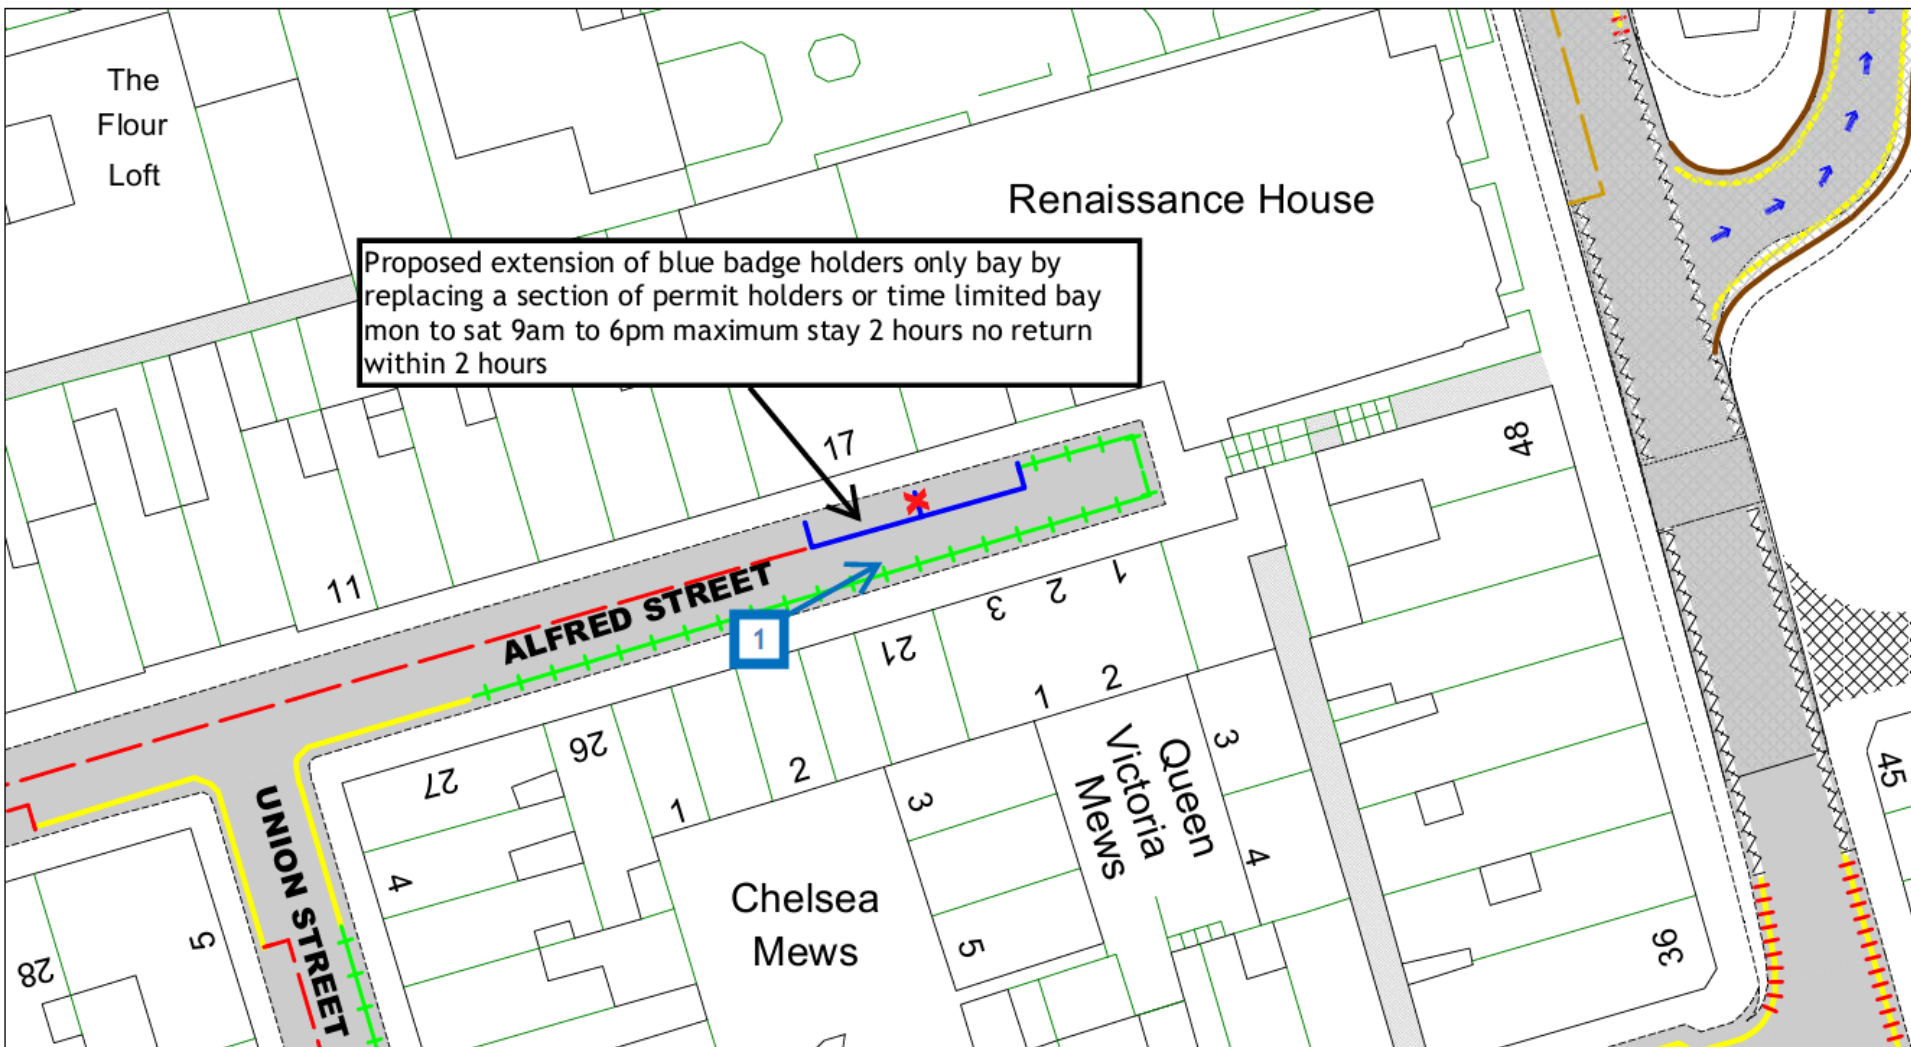 The
Flour
Loft
Renaissance House
Proposed extension of blue badge holders only bay by
replacing a section of permit holders or time limited bay
mon to sat 9am to 6pm maximum stay 2 hours no return
within 2 hours
17
48
11
ALFRED STREET
1
1
2
3
21
2
1
26
27
2
1
3
3
Queen
Victoria
Mews
4
45
UNION STREET
4
5
28
Chelsea
Mews
5
36